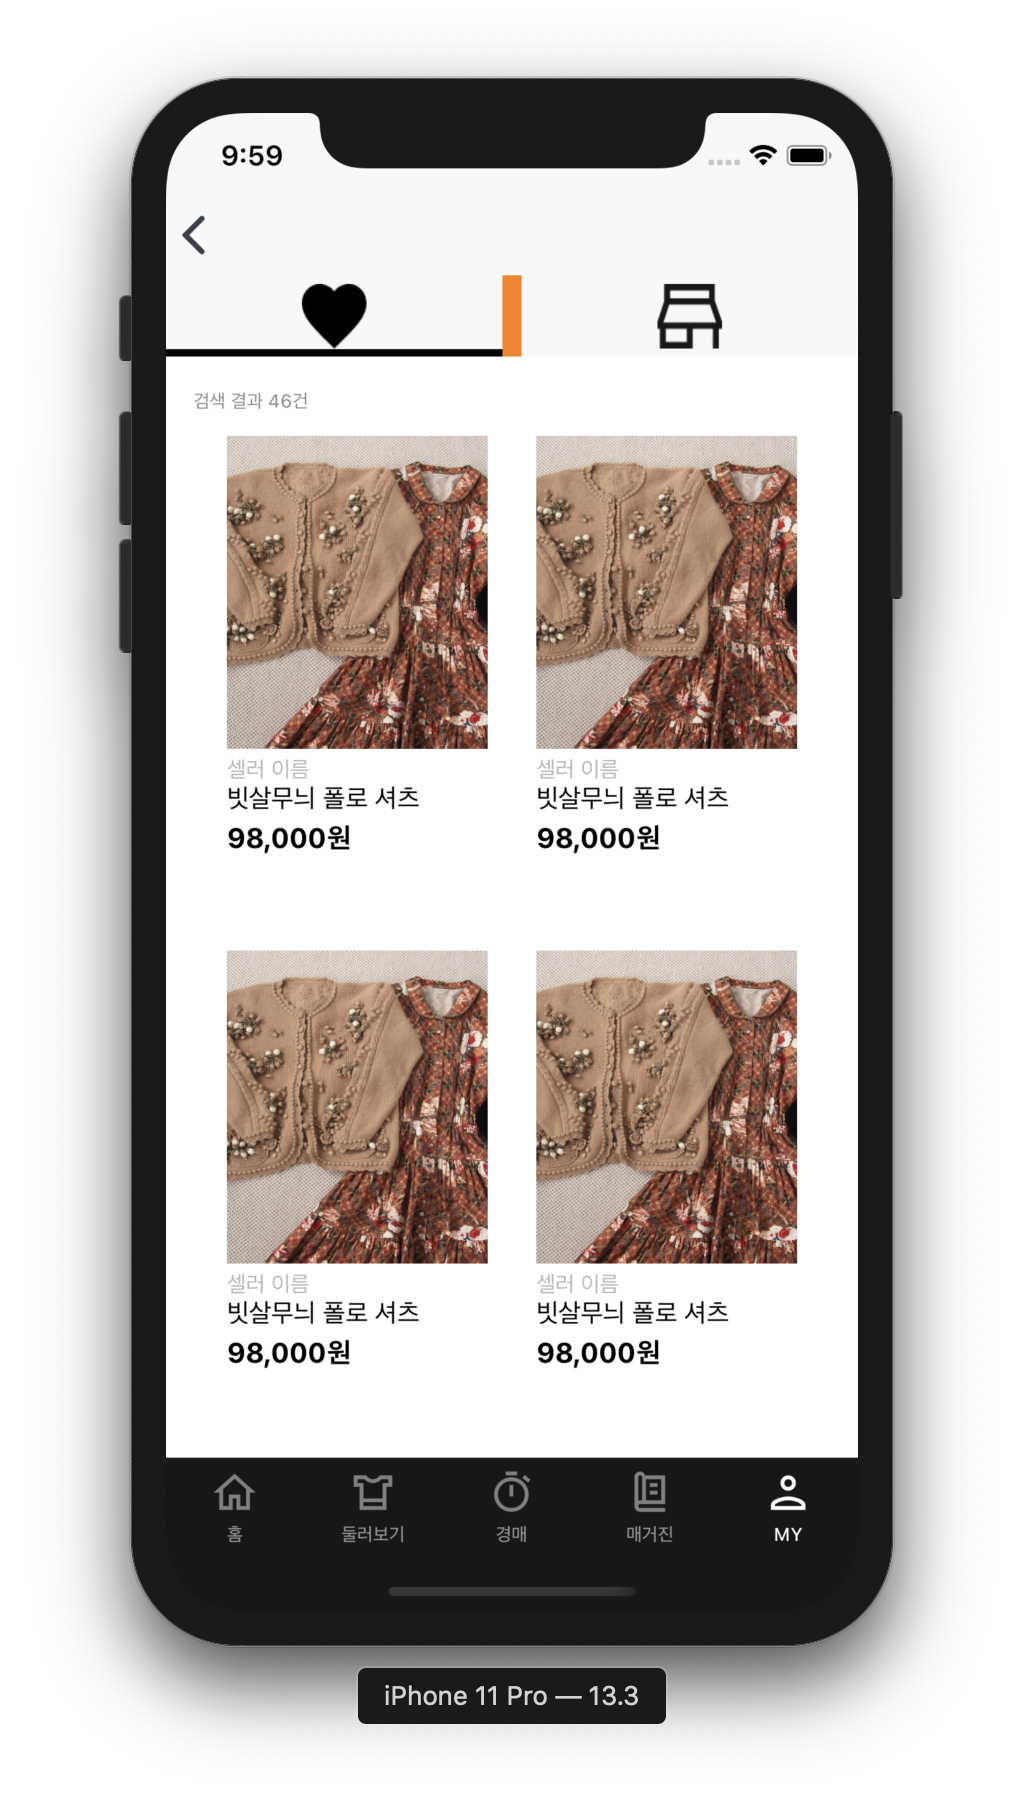 9:59
검색 결과 46건
셀러 이름
빗살무늬 폴로 셔츠
98,000원
셀러 이름
빗살무늬 폴로 셔츠
98,000원
셀러 이름
빗살무늬 폴로 셔츠
98,000원
셀러 이름
빗살무늬 폴로 셔츠
98,000원
홈
둘러보기
경매
매거진
MY
iPhone 11 Pro — 13.3